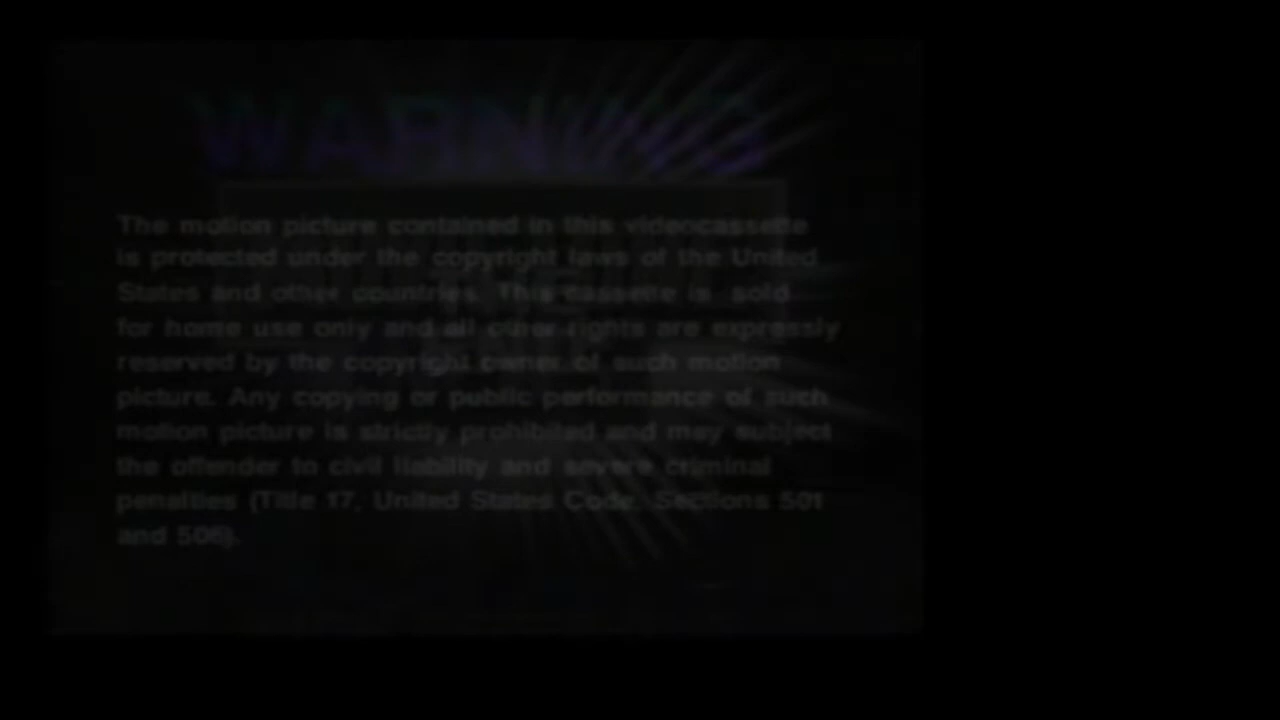 WARNING
The motion picture contained in this videocassette
is protected under the copyright laws of the United
States and other countries. This cassette is sold
for home use only and all other rights are expressly
reserved by the copyright owner of such motion
picture. Any copying or public performance of such
motion picture is strictly prohibited and may subject
the offender to civil liability and severe criminal
penalties (Title 17, United States Code, Sections 501
and 506).